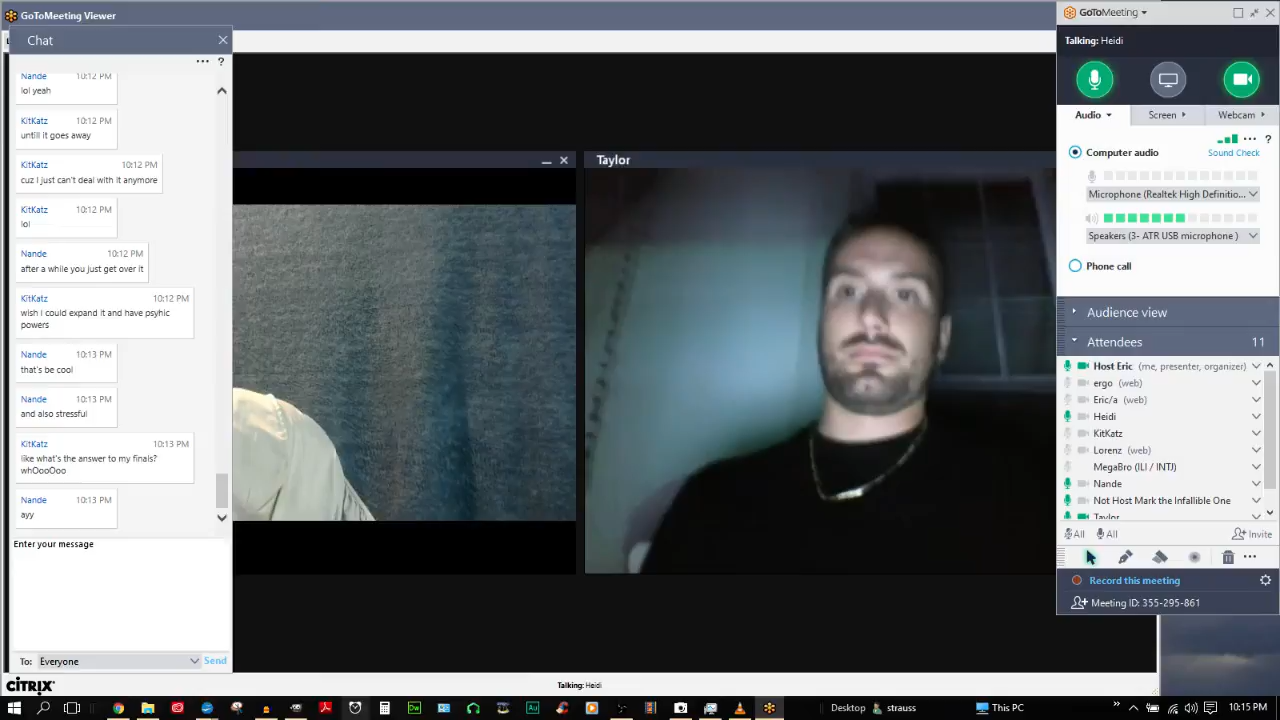 GoToMeeting Viewer
Chat
Nande 10:12 PM
lol yeah
KitKatz 10:12 PM
untill it goes away
KitKatz 10:12 PM
cuz I just can't deal with it anymore
KitKatz 10:12 PM
lol
Nande 10:12 PM
after a while you just get over it
KitKatz 10:12 PM
wish I could expand it and have psyhic
powers
Nande 10:13 PM
that's be cool
Nande 10:13 PM
and also stressful
KitKatz 10:13 PM
like what's the answer to my finals?
whOooOoo
Nande 10:13 PM
ayy
Enter your message
To: Everyone Send
CİTRIX
Taylor
Talking: Heidi
GoToMeeting
Talking: Heidi
Audio Screen Webcam
?
Computer audio Sound Check
Microphone (Realtek High Definitio...
Speakers (3- ATR USB microphone )
Phone call
Audience view
Attendees 11
Host Eric (me, presenter, organizer)
ergo (web)
Eric/a (web)
Heidi
KitKatz
Lorenz (web)
MegaBro (ILI / INTJ)
Nande
Not Host Mark the Infallible One
Taylor
All All Invite
Record this meeting
Meeting ID: 355-295-861
Dw Au
Desktop strauss This PC 10:15 PM